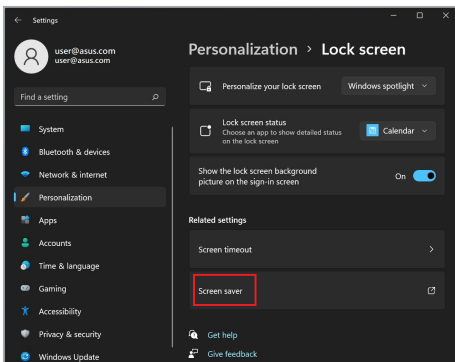 Settings
user@asus.com
user@asus.com
Find a setting
System
Bluetooth & devices
Network & internet
Personalization
Apps
Accounts
Time & language
Gaming
Accessibility
Privacy & security
Windows Update
Personalization > Lock screen
Personalize your lock screen
Windows spotlight
Lock screen status
Choose an app to show detailed status
on the lock screen
Calendar
Show the lock screen background
picture on the sign-in screen
On
Related settings
Screen timeout
Screen saver
Get help
Give feedback